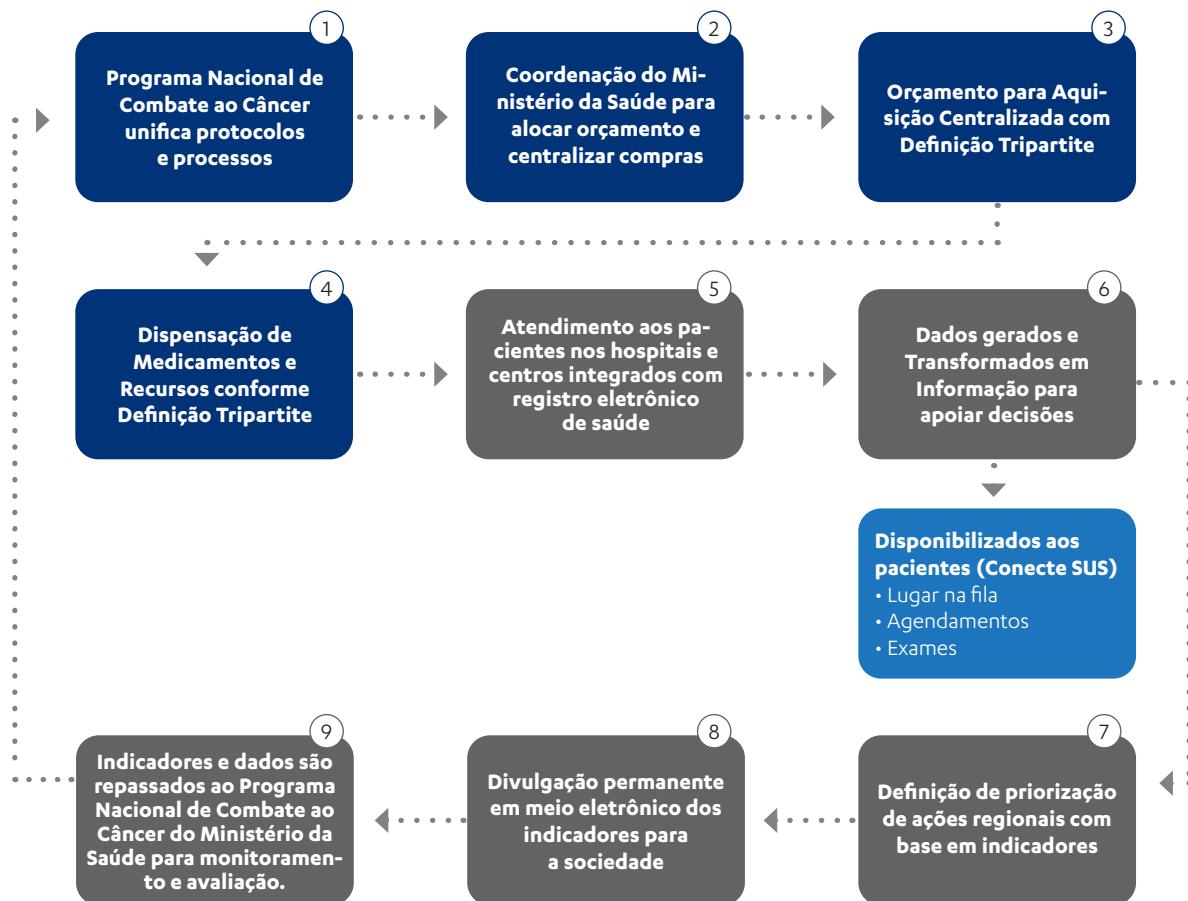 1
Programa Nacional de
Combate ao Câncer
unifica protocolos
e processos
2
Coordenação do Mi-
nistério da Saúde para
alocar orçamento e
centralizar compras
3
Orçamento para Aqui-
sição Centralizada com
Definição Tripartite
4
Dispensação de
Medicamentos e
Recursos conforme
Definição Tripartite
5
Atendimento aos pa-
cientes nos hospitais e
centros integrados com
registro eletrônico
de saúde
6
Dados gerados e
Transformados em
Informação para
apoiar decisões
Disponibilizados aos
pacientes (Conecte SUS)
• Lugar na fila
• Agendamentos
• Exames
7
Definição de priorização
de ações regionais com
base em indicadores
8
Divulgação permanente
em meio eletrônico dos
indicadores para
a sociedade
9
Indicadores e dados são
repassados ao Programa
Nacional de Combate ao
Câncer do Ministério da
Saúde para monitoramen-
to e avaliação.